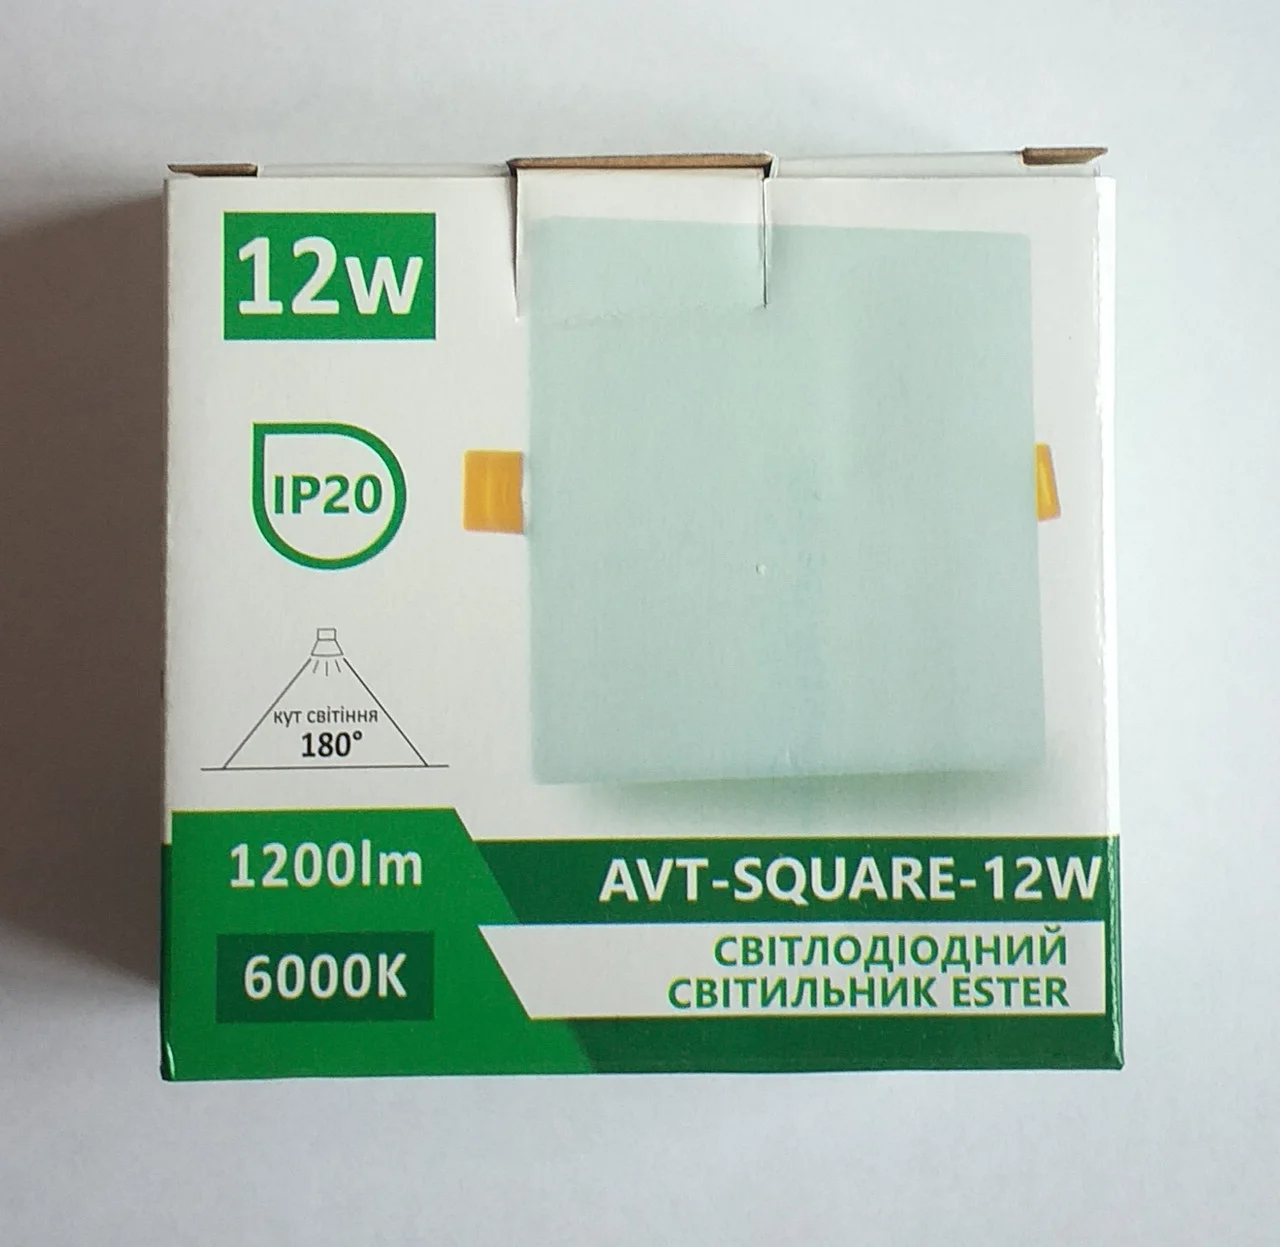 12w
IP20
кут світіння
180°
1200lm
6000K
AVT-SQUARE-12W
СВІТЛОДІОДНИЙ
СВІТИЛЬНИК ESTER